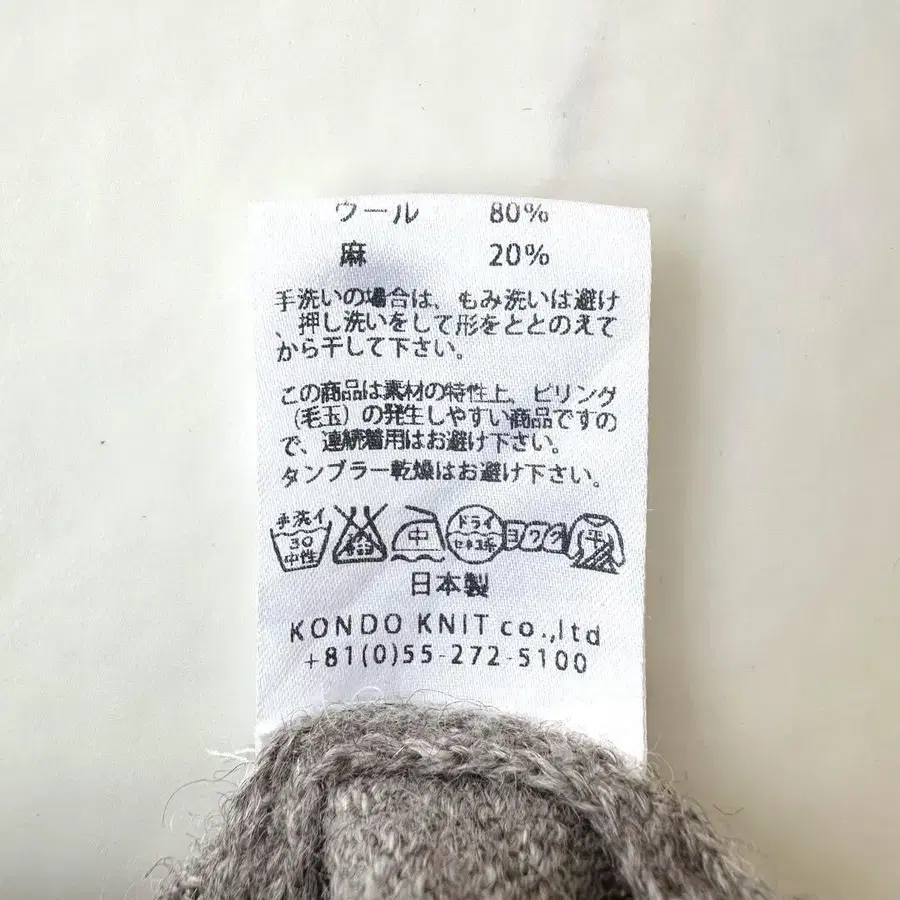 ウール 80%
麻 20%
手洗いの場合は、もみ洗いは避け
、押し洗いをして形をととのえて
から干して下さい。
この商品は素材の特性上、ピリング
（毛玉）の発生しやすい商品ですの
で、連続着用はお避け下さい。
タンブラー乾燥はお避け下さい。
手洗イ 30 中性 中 ドライ ヨワク 平
日本製
KONDO KNIT co.,ltd
+81(0)55-272-5100